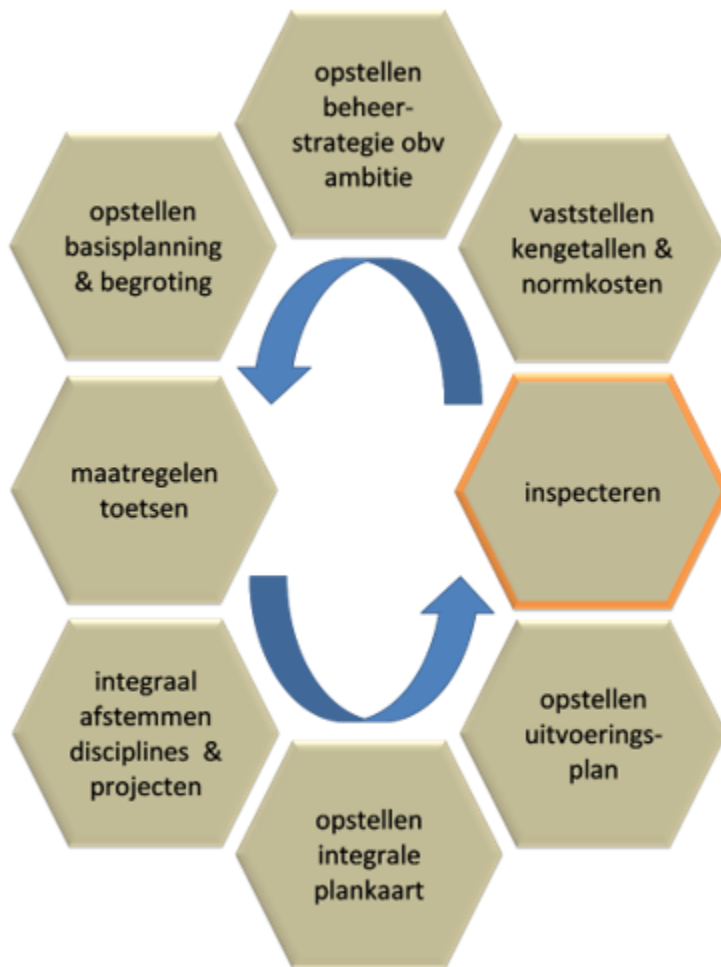 opstellen
beheer-
strategie obv
ambitie
opstellen
basisplanning
& begroting
vaststellen
kengetallen &
normkosten
maatregelen
toetsen
inspecteren
integraal
afstemmen
disciplines &
projecten
opstellen
uitvoerings-
plan
opstellen
integrale
plankaart